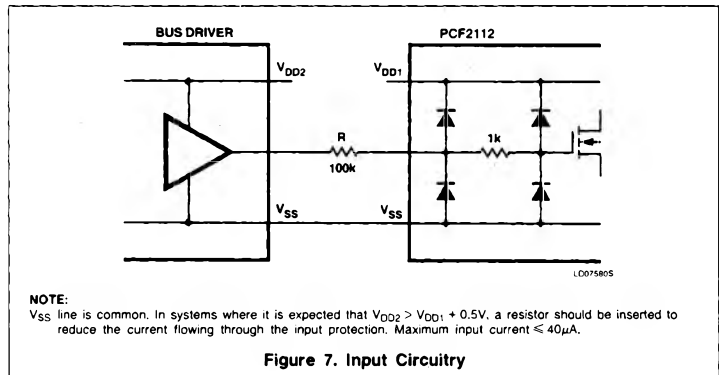 BUS DRIVER
PCF2112
VDD2
VDD1
R
100k
1k
VSS
VSS
LD07580S
NOTE:
VSS line is common. In systems where it is expected that VDD2 > VDD1 + 0.5V, a resistor should be inserted to
reduce the current flowing through the input protection. Maximum input current ≤ 40μA.
Figure 7. Input Circuitry